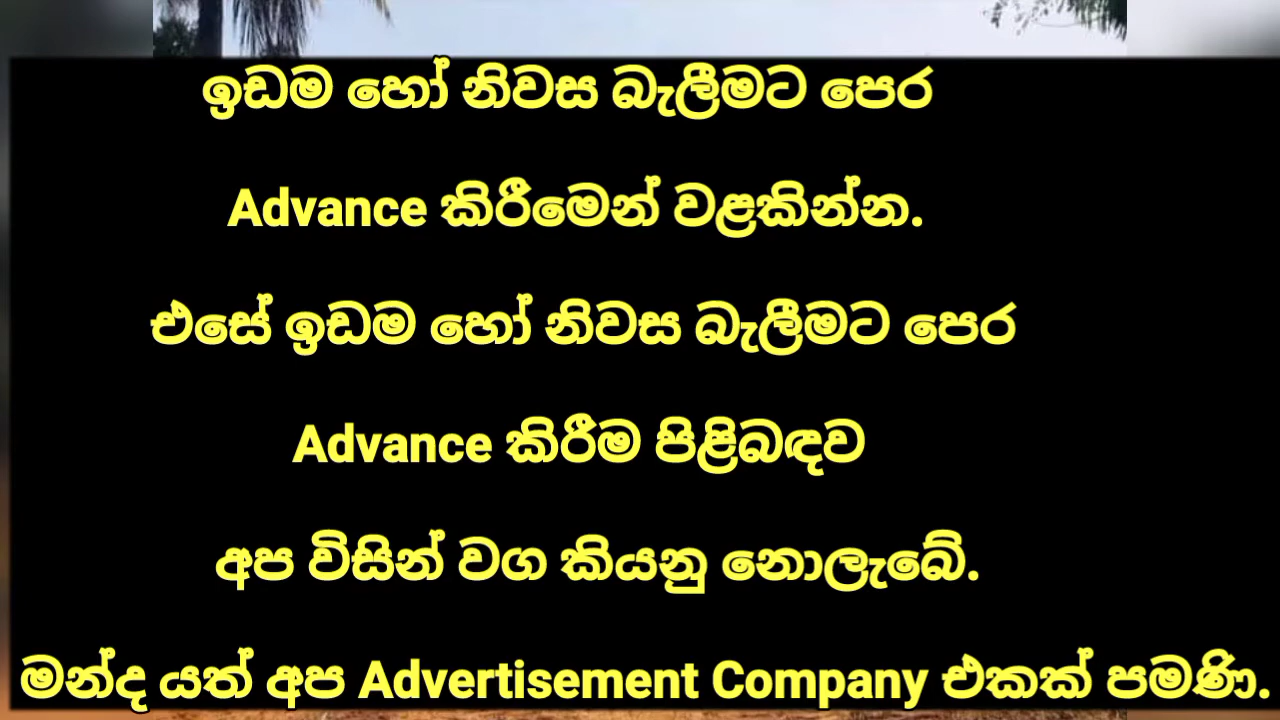 ඉඩම හෝ නිවස බැලීමට පෙර
Advance කිරීමෙන් වළකින්න.
එසේ ඉඩම හෝ නිවස බැලීමට පෙර
Advance කිරීම පිළිබඳව
අප විසින් වග කියනු නොලැබේ.
මන්ද යත් අප Advertisement Company එකක් පමණි.